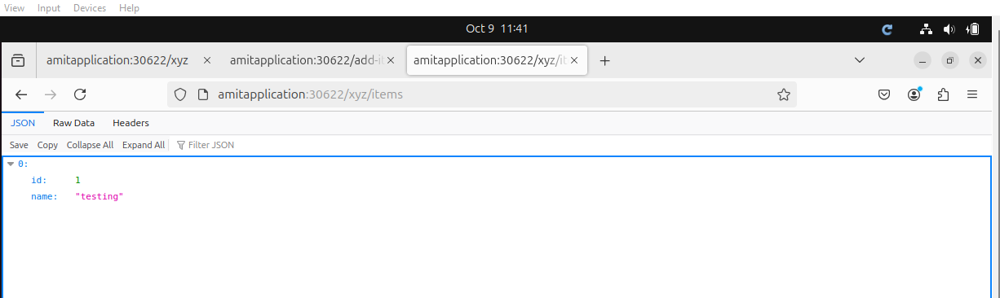 View Input Devices Help
Oct 9 11:41
amitapplication:30622/xyz amitapplication:30622/add-it amitapplication:30622/xyz/it
amitapplication:30622/xyz/items
JSON Raw Data Headers
Save Copy Collapse All Expand All Filter JSON
0:
id: 1
name: "testing"